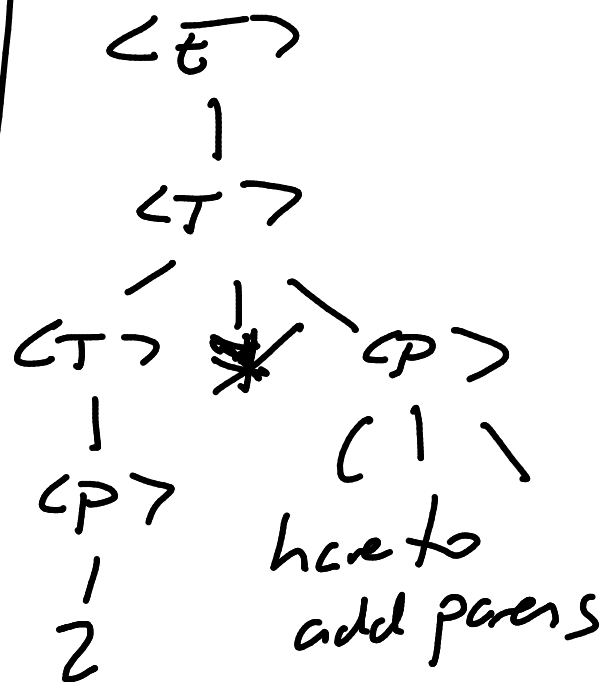 <t>
<T>
<T> * <P>
<P> (
2
have to
add parens